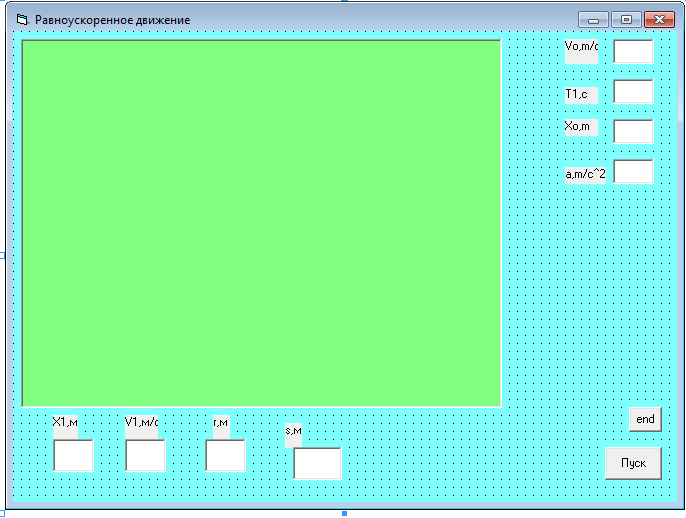 Равноускоренное движение
Vo,m/c
T1,c
Xo,m
a,m/c^2
X1,м
V1,м/с
r,м
s,м
end
Пуск